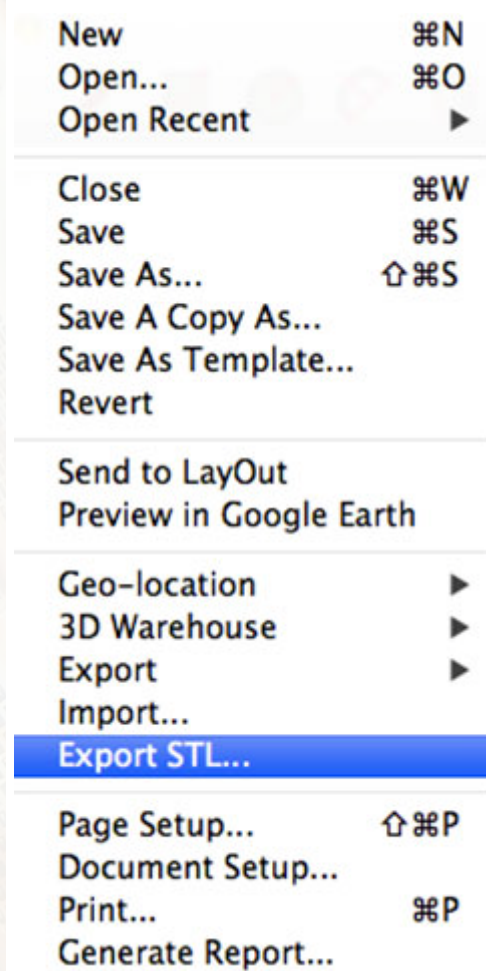 New ⌘N
Open... ⌘O
Open Recent ▶
Close ⌘W
Save ⌘S
Save As... ⇧⌘S
Save A Copy As...
Save As Template...
Revert
Send to LayOut
Preview in Google Earth
Geo-location ▶
3D Warehouse ▶
Export ▶
Import...
Export STL...
Page Setup... ⇧⌘P
Document Setup...
Print... ⌘P
Generate Report...